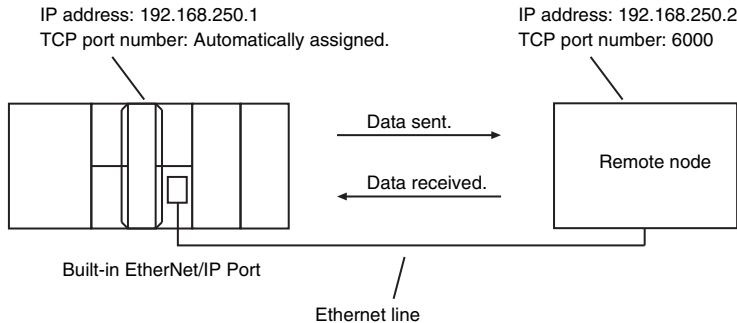 IP address: 192.168.250.1
TCP port number: Automatically assigned.
IP address: 192.168.250.2
TCP port number: 6000
Data sent.
Remote node
Data received.
Built-in EtherNet/IP Port
Ethernet line